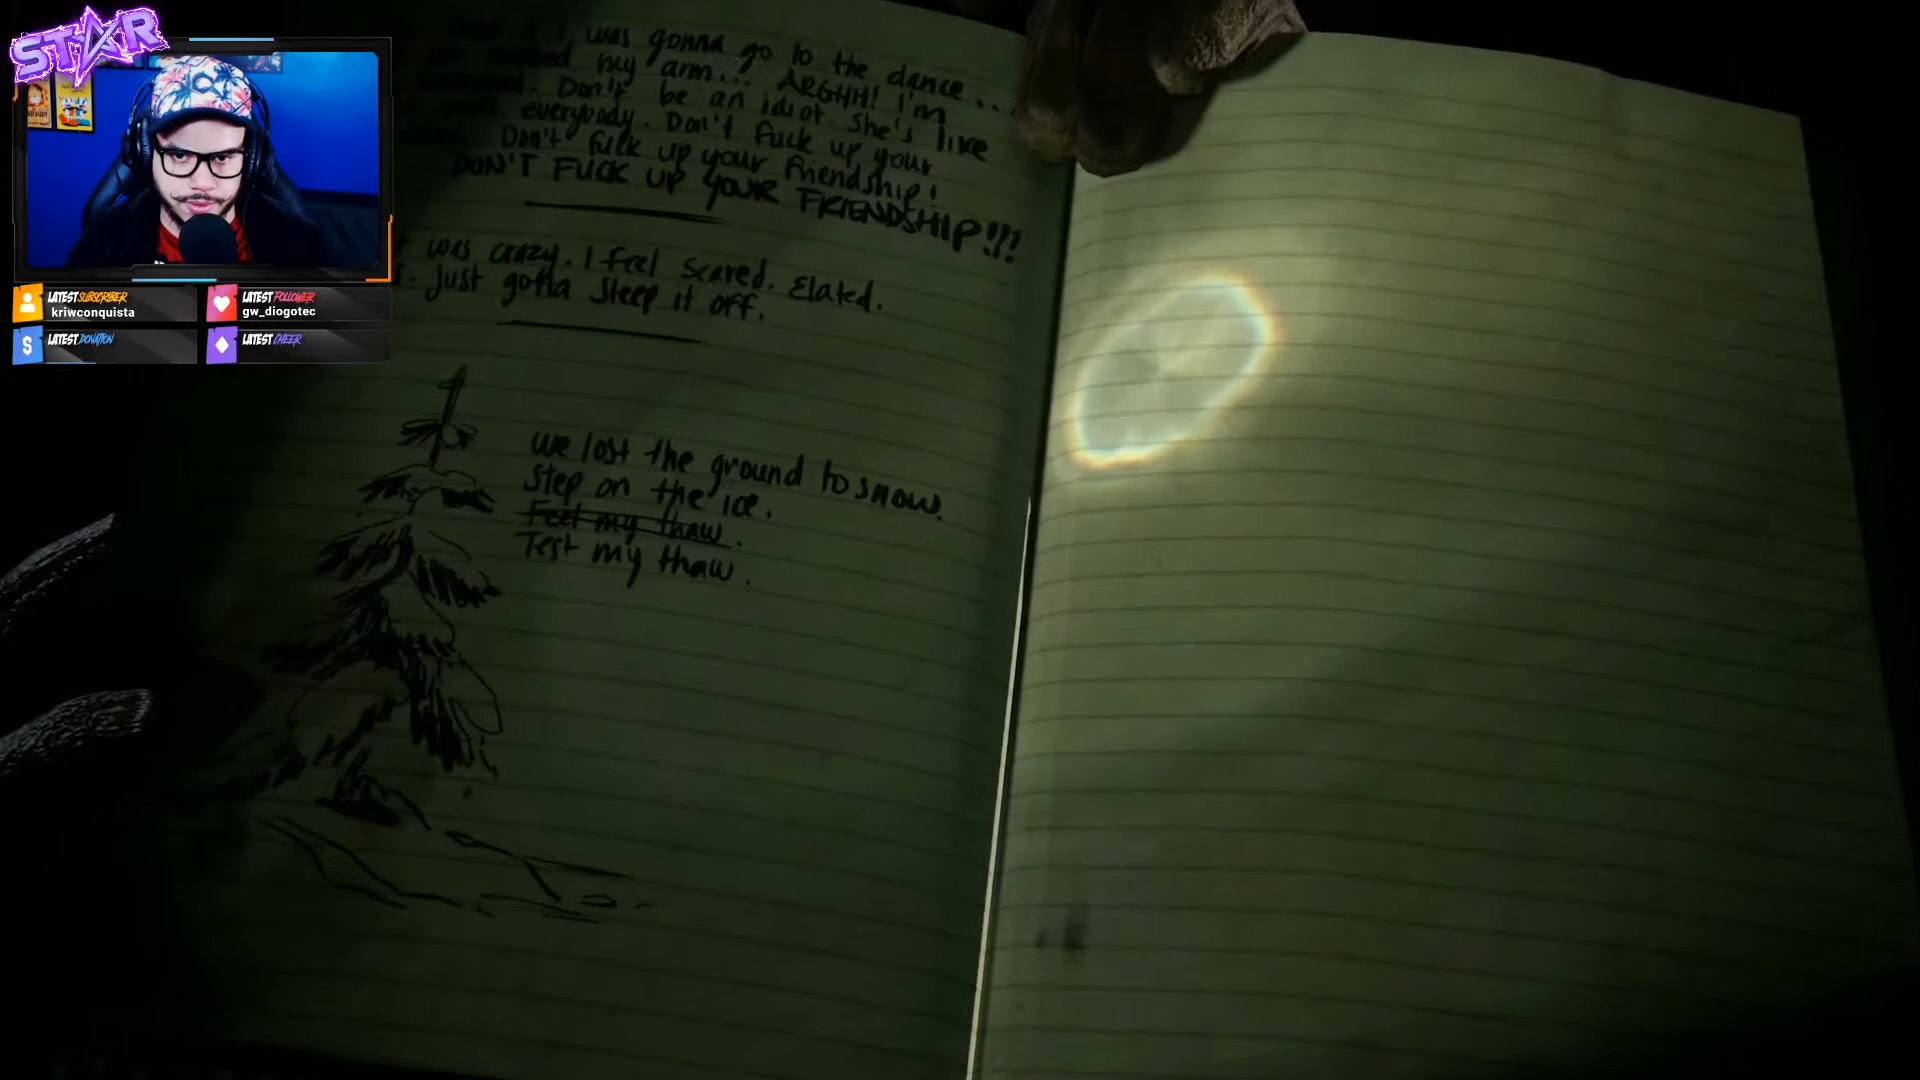 STAR
LATEST SUBSCRIBER
kriwconquista
LATEST FOLLOWER
gw_diogotec
LATEST DONATION
LATEST CHEER
I was gonna go to the dance...
my arm... ARGHH! I'm
Don't be an idiot. She's like
everybody. Don't fuck up your
Don't fuck up your friendship!
DON'T FUCK UP YOUR FRIENDSHIP!!!
was crazy. I feel scared. Elated.
Just gotta sleep it off.
We lost the ground to snow.
Step on the ice.
Feel my thaw.
Test my thaw.